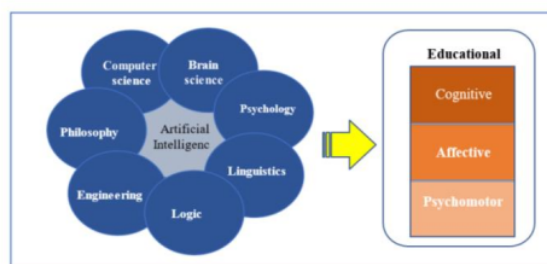 Computer
science
Brain
science
Psychology
Philosophy
Artificial
Intelligenc
Linguistics
Engineering
Logic
Educational
Cognitive
Affective
Psychomotor